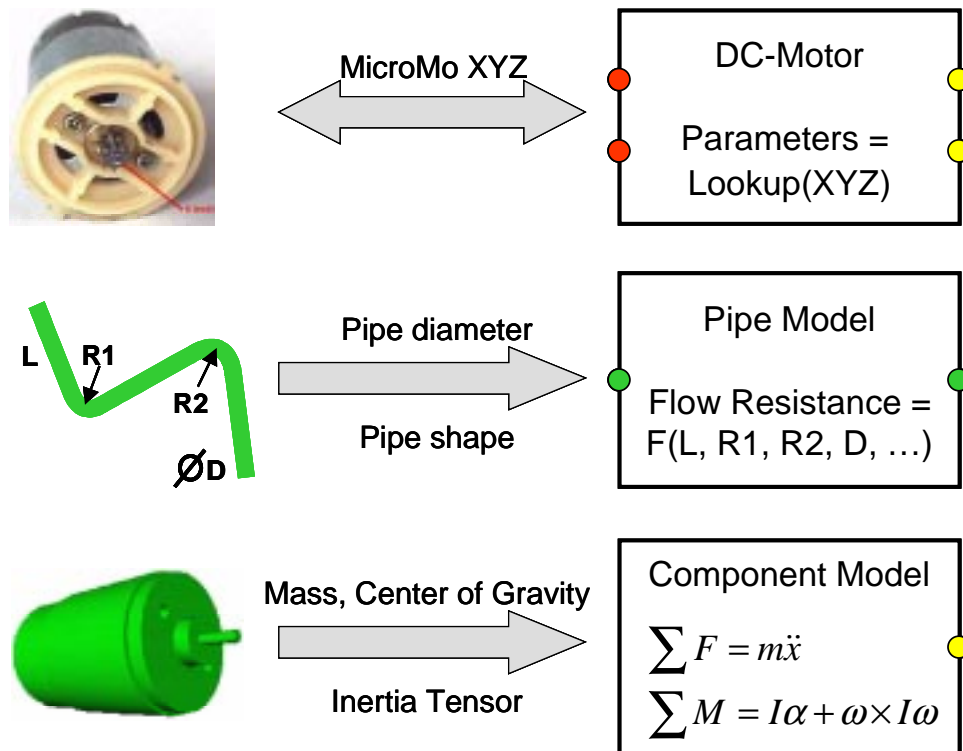 MicroMo XYZ
DC-Motor
Parameters =
Lookup(XYZ)
L
R1
R2
ØD
Pipe diameter
Pipe shape
Pipe Model
Flow Resistance =
F(L, R1, R2, D, …)
Mass, Center of Gravity
Inertia Tensor
Component Model
∑F = mẍ
∑M = Iα + ω × Iω